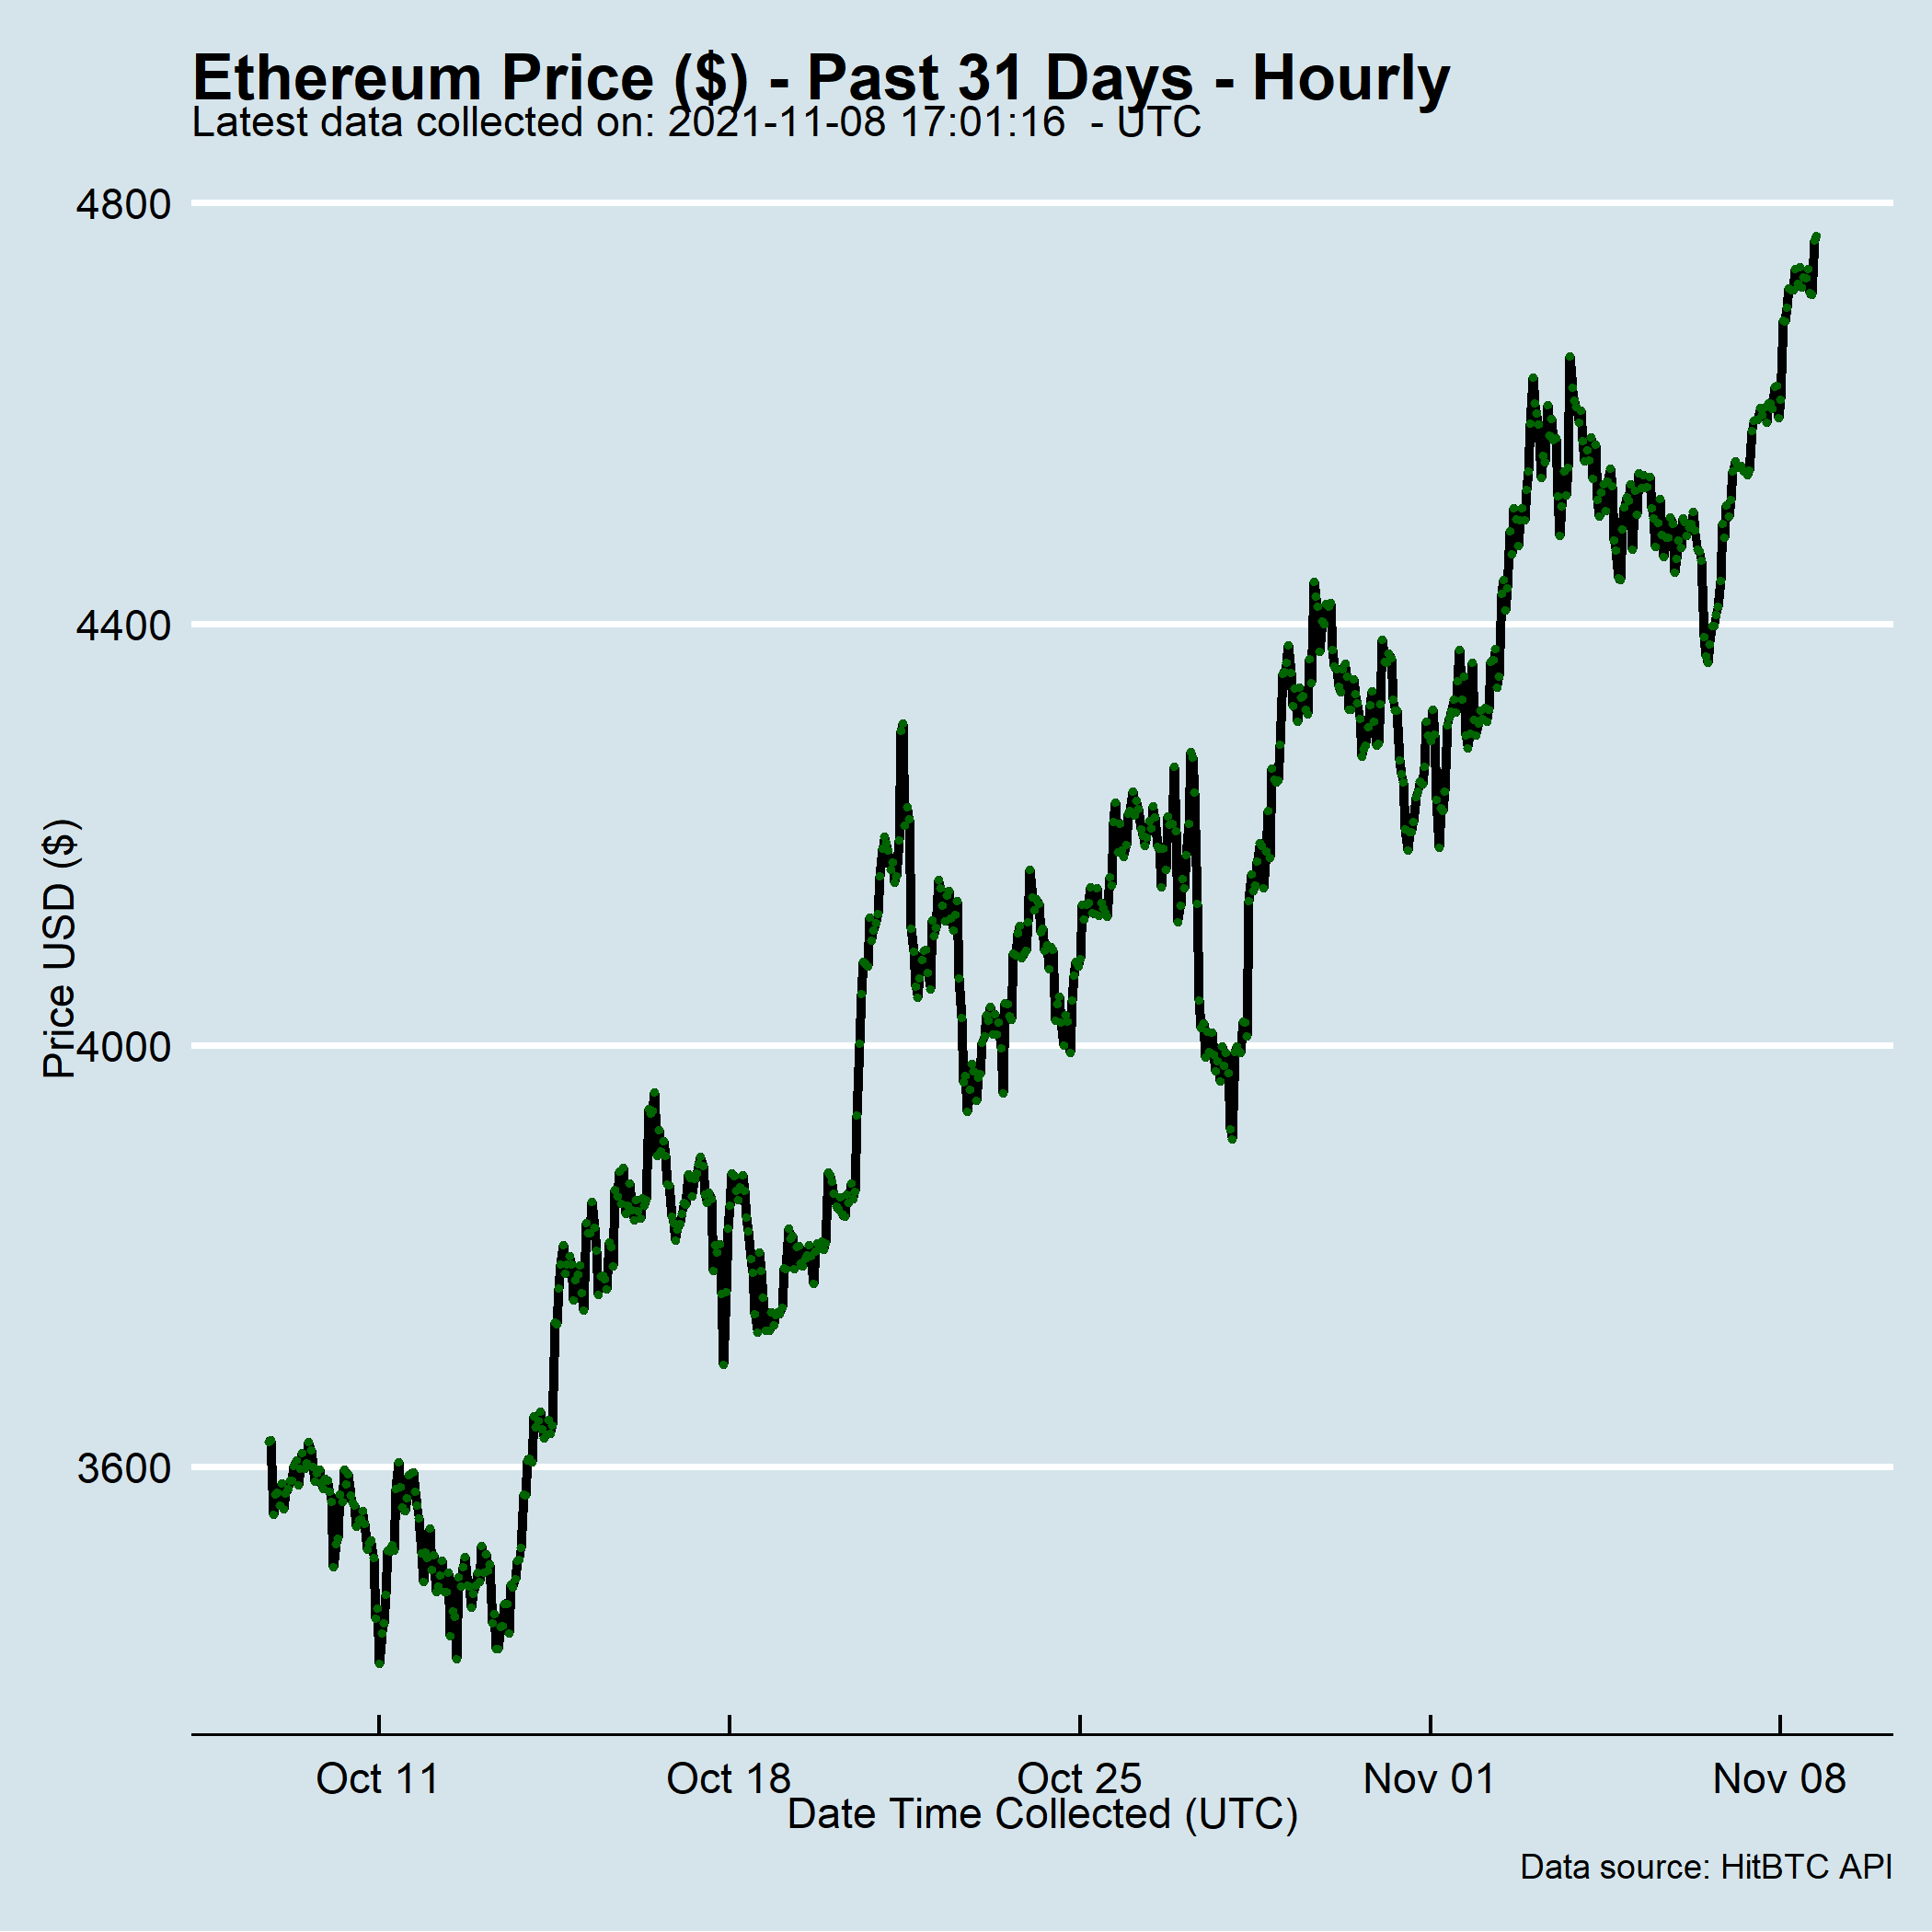 Ethereum Price ($) - Past 31 Days - Hourly
Latest data collected on: 2021-11-08 17:01:16  - UTC
4800
4400
4000
3600
Price USD ($)
Oct 11
Oct 18
Oct 25
Nov 01
Nov 08
Date Time Collected (UTC)
Data source: HitBTC API